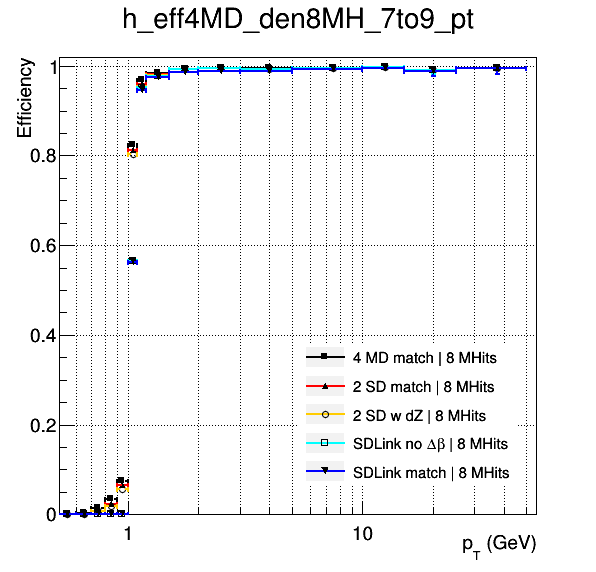 h_eff4MD_den8MH_7to9_pt
Efficiency
1
0.8
0.6
0.4
0.2
0
4 MD match | 8 MHits
2 SD match | 8 MHits
2 SD w dZ | 8 MHits
SDLink no Δβ | 8 MHits
SDLink match | 8 MHits
1 10
p_T (GeV)